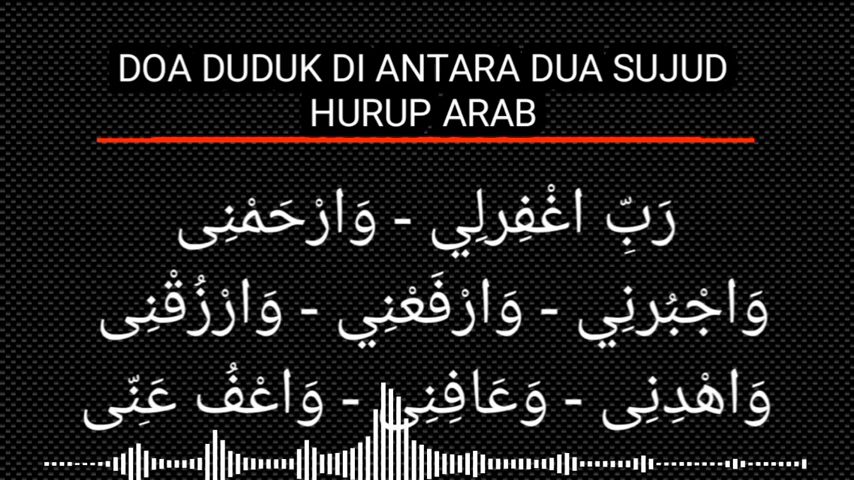 DOA DUDUK DI ANTARA DUA SUJUD
HURUP ARAB
رَبِّ اغْفِرلِي - وَارْحَمْنِى
وَاجْبُرنِي - وَارْفَعْنِي - وَارْزُقْنِى
وَاهْدِنِى - وَعَافِنِى - وَاعْفُ عَنِّى